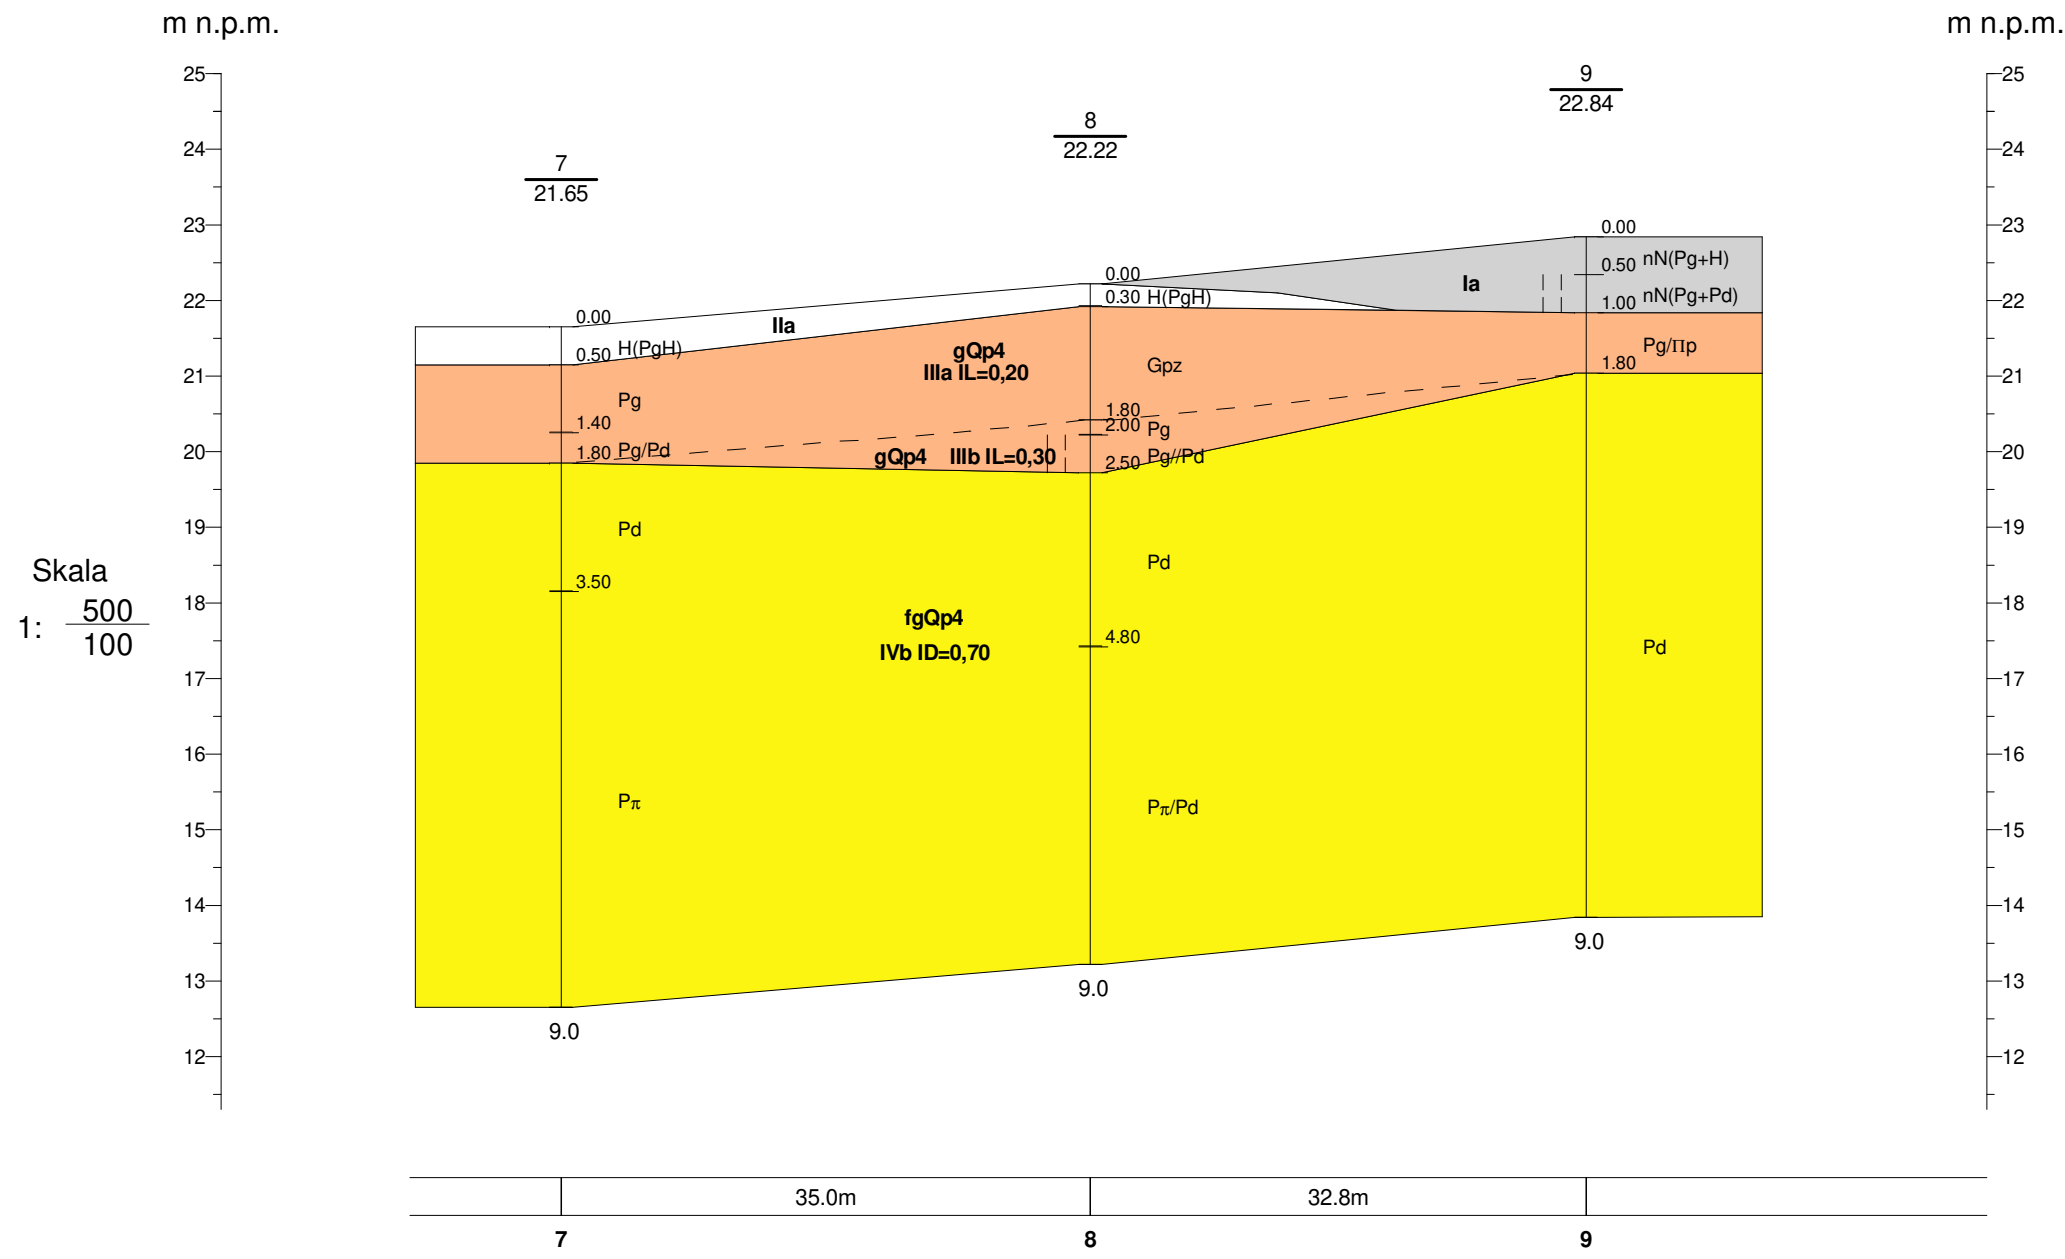 m n.p.m.
m n.p.m.
25
25
9
22.84
8
22.22
24
24
7
21.65
23
23
0.00
nN(Pg+H)
0.50
Ia
0.00
22
22
0.30 H(PgH)
1.00 nN(Pg+Pd)
0.00
IIa
H(PgH)
0.50
gQp4
IIIa IL=0,20
Gpz
Pg/Πp
1.80
21
21
Pg
1.40
1.80
2.00 Pg
20
20
1.80 Pg/Pd
gQp4 IIIb IL=0,30
2.50 Pg//Pd
19
19
Pd
Pd
Skala
1: 500
100
3.50
18
18
fgQp4
IVb ID=0,70
4.80
Pd
17
17
16
16
15
15
Pπ
Pπ/Pd
14
14
9.0
13
13
9.0
9.0
12
12
35.0m
32.8m
7
8
9